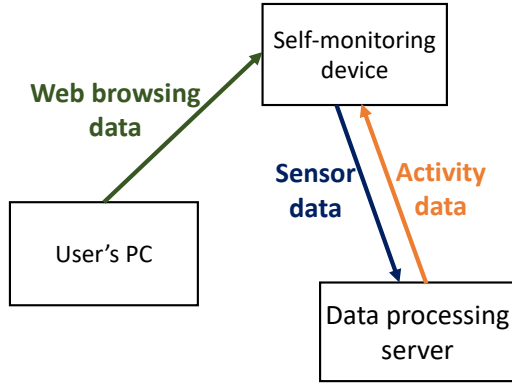 Self-monitoring
device
Web browsing
data
Sensor
data
Activity
data
User’s PC
Data processing
server